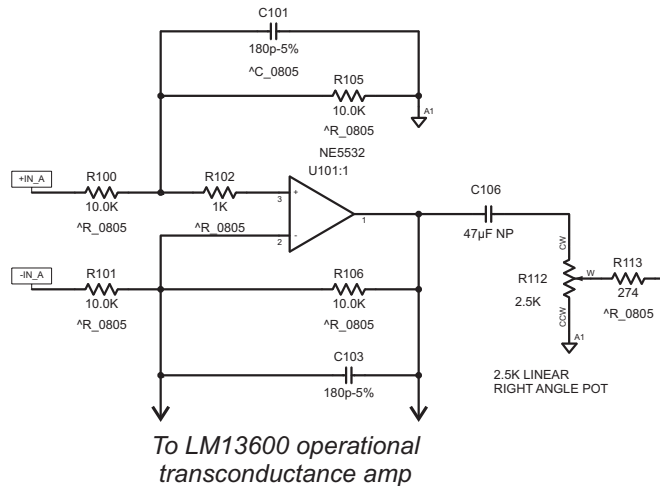 C101
180p-5%
^C_0805
R105
10.0K
^R_0805
A1
NE5532
U101:1
+IN_A
R100
10.0K
^R_0805
R102
1K
^R_0805
3
+
2
-
1
C106
47µF NP
-IN_A
R101
10.0K
^R_0805
R106
10.0K
^R_0805
CW
R112
2.5K
W
CCW
R113
274
^R_0805
A1
C103
180p-5%
2.5K LINEAR
RIGHT ANGLE POT
To LM13600 operational
transconductance amp